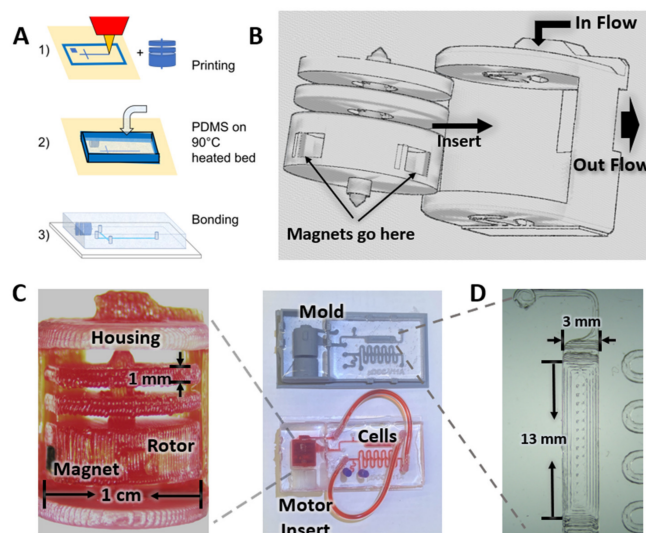 A
1)
+
Printing
2)
PDMS on
90°C
heated bed
3)
Bonding
B
In Flow
Insert
Out Flow
Magnets go here
C
Housing
1 mm
Rotor
Magnet
1 cm
Mold
Cells
Motor
Insert
D
3 mm
13 mm